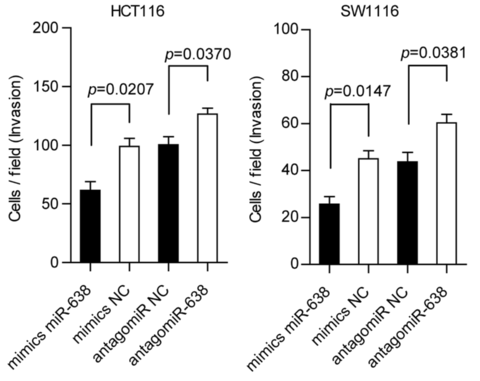 HCT116
Cells / field (Invasion)
200
150
100
50
0
p=0.0207
p=0.0370
mimics miR-638
mimics NC
antagomiR NC
antagomiR-638
SW1116
Cells / field (Invasion)
100
80
60
40
20
0
p=0.0147
p=0.0381
mimics miR-638
mimics NC
antagomiR NC
antagomiR-638